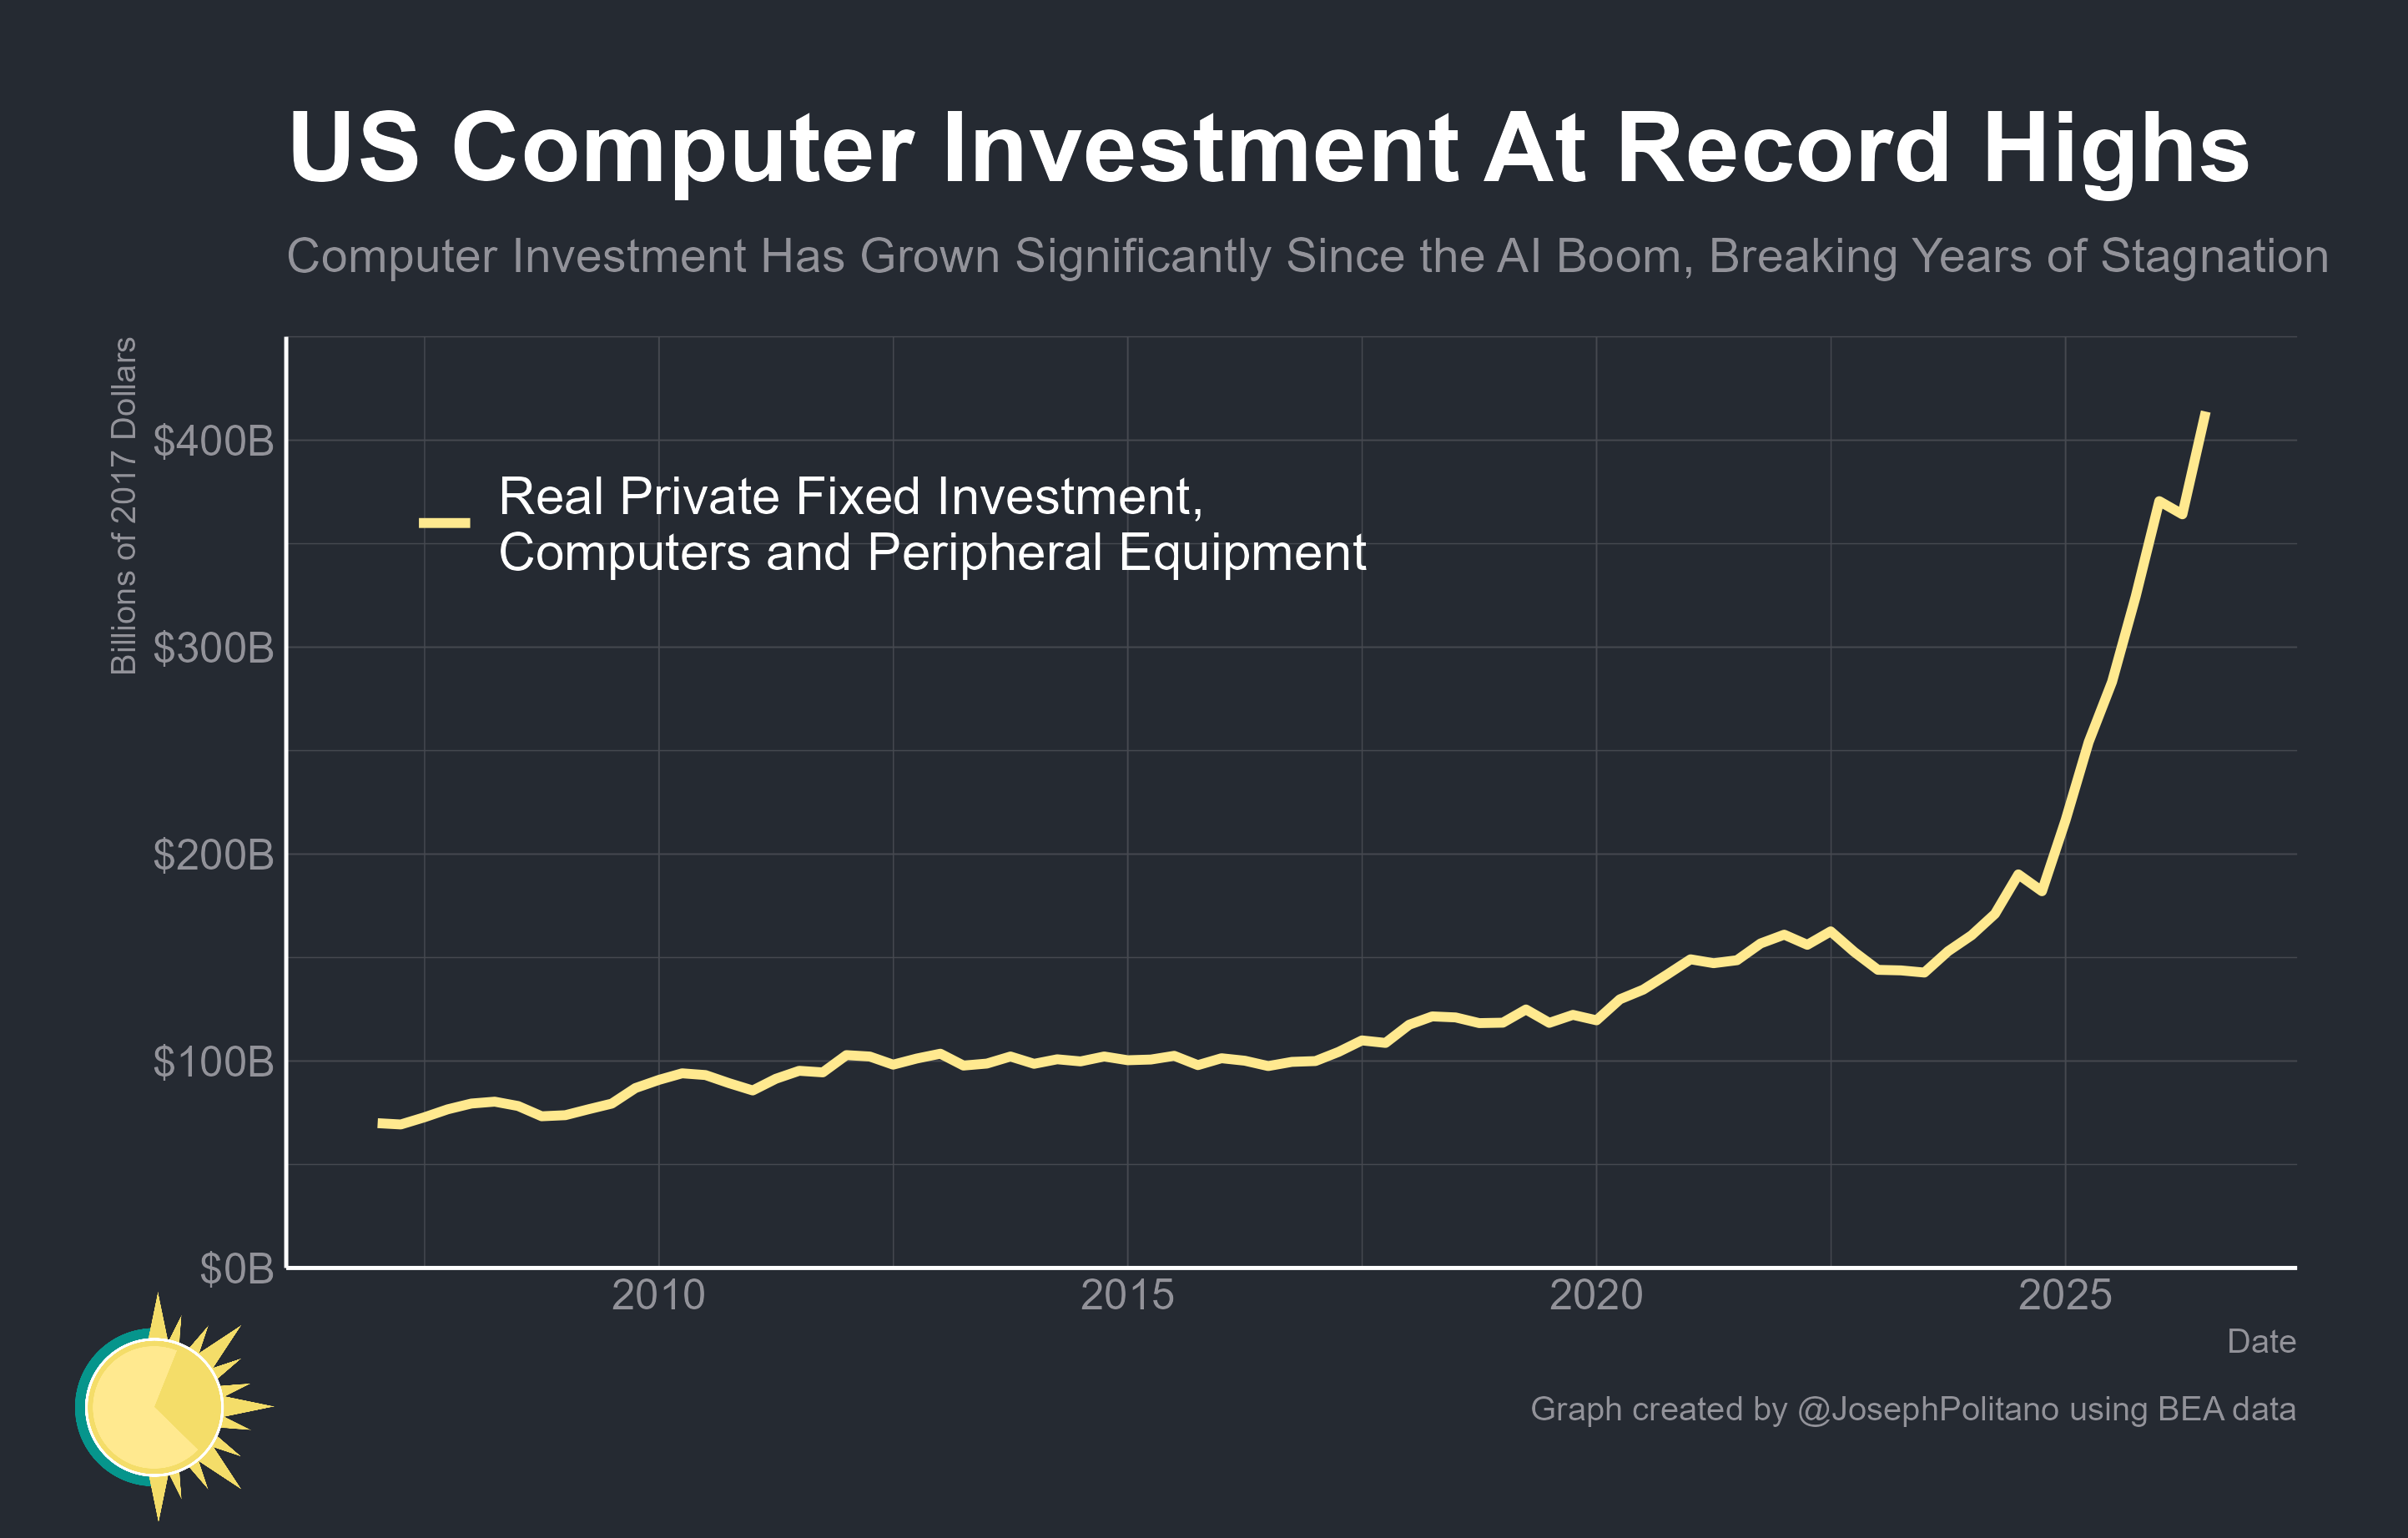 US Computer Investment At Record Highs
Computer Investment Has Grown Significantly Since the AI Boom, Breaking Years of Stagnation
Billions of 2017 Dollars
$400B
$300B
$200B
$100B
$0B
Real Private Fixed Investment,
Computers and Peripheral Equipment
2010
2015
2020
2025
Date
Graph created by @JosephPolitano using BEA data